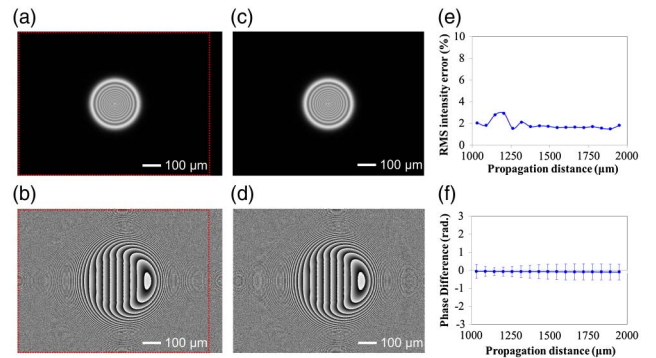 (a)
(c)
(e)
100 μm
100 μm
RMS intensity error (%)
10
8
6
4
2
0
1000
1250
1500
1750
2000
Propagation distance (μm)
(b)
(d)
(f)
100 μm
100 μm
Phase Difference (rad.)
3
2
1
0
-1
-2
-3
1000
1250
1500
1750
2000
Propagation distance (μm)